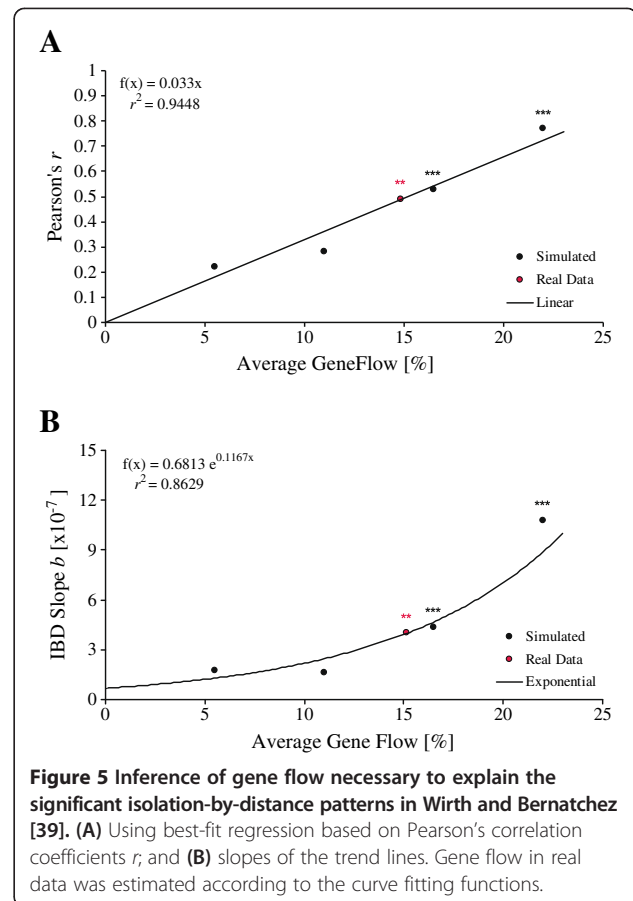 A
f(x) = 0.033x
r² = 0.9448
1
0.9
0.8
0.7
0.6
0.5
0.4
0.3
0.2
0.1
0
Pearson's r
**
***
***
Simulated
Real Data
Linear
0 5 10 15 20 25
Average GeneFlow [%]
B
f(x) = 0.6813 e^0.1167x
r² = 0.8629
15
12
9
6
3
0
IBD Slope b [x10⁻⁷]
**
***
***
Simulated
Real Data
Exponential
0 5 10 15 20 25
Average Gene Flow [%]
Figure 5 Inference of gene flow necessary to explain the
significant isolation-by-distance patterns in Wirth and Bernatchez
[39]. (A) Using best-fit regression based on Pearson's correlation
coefficients r; and (B) slopes of the trend lines. Gene flow in real
data was estimated according to the curve fitting functions.